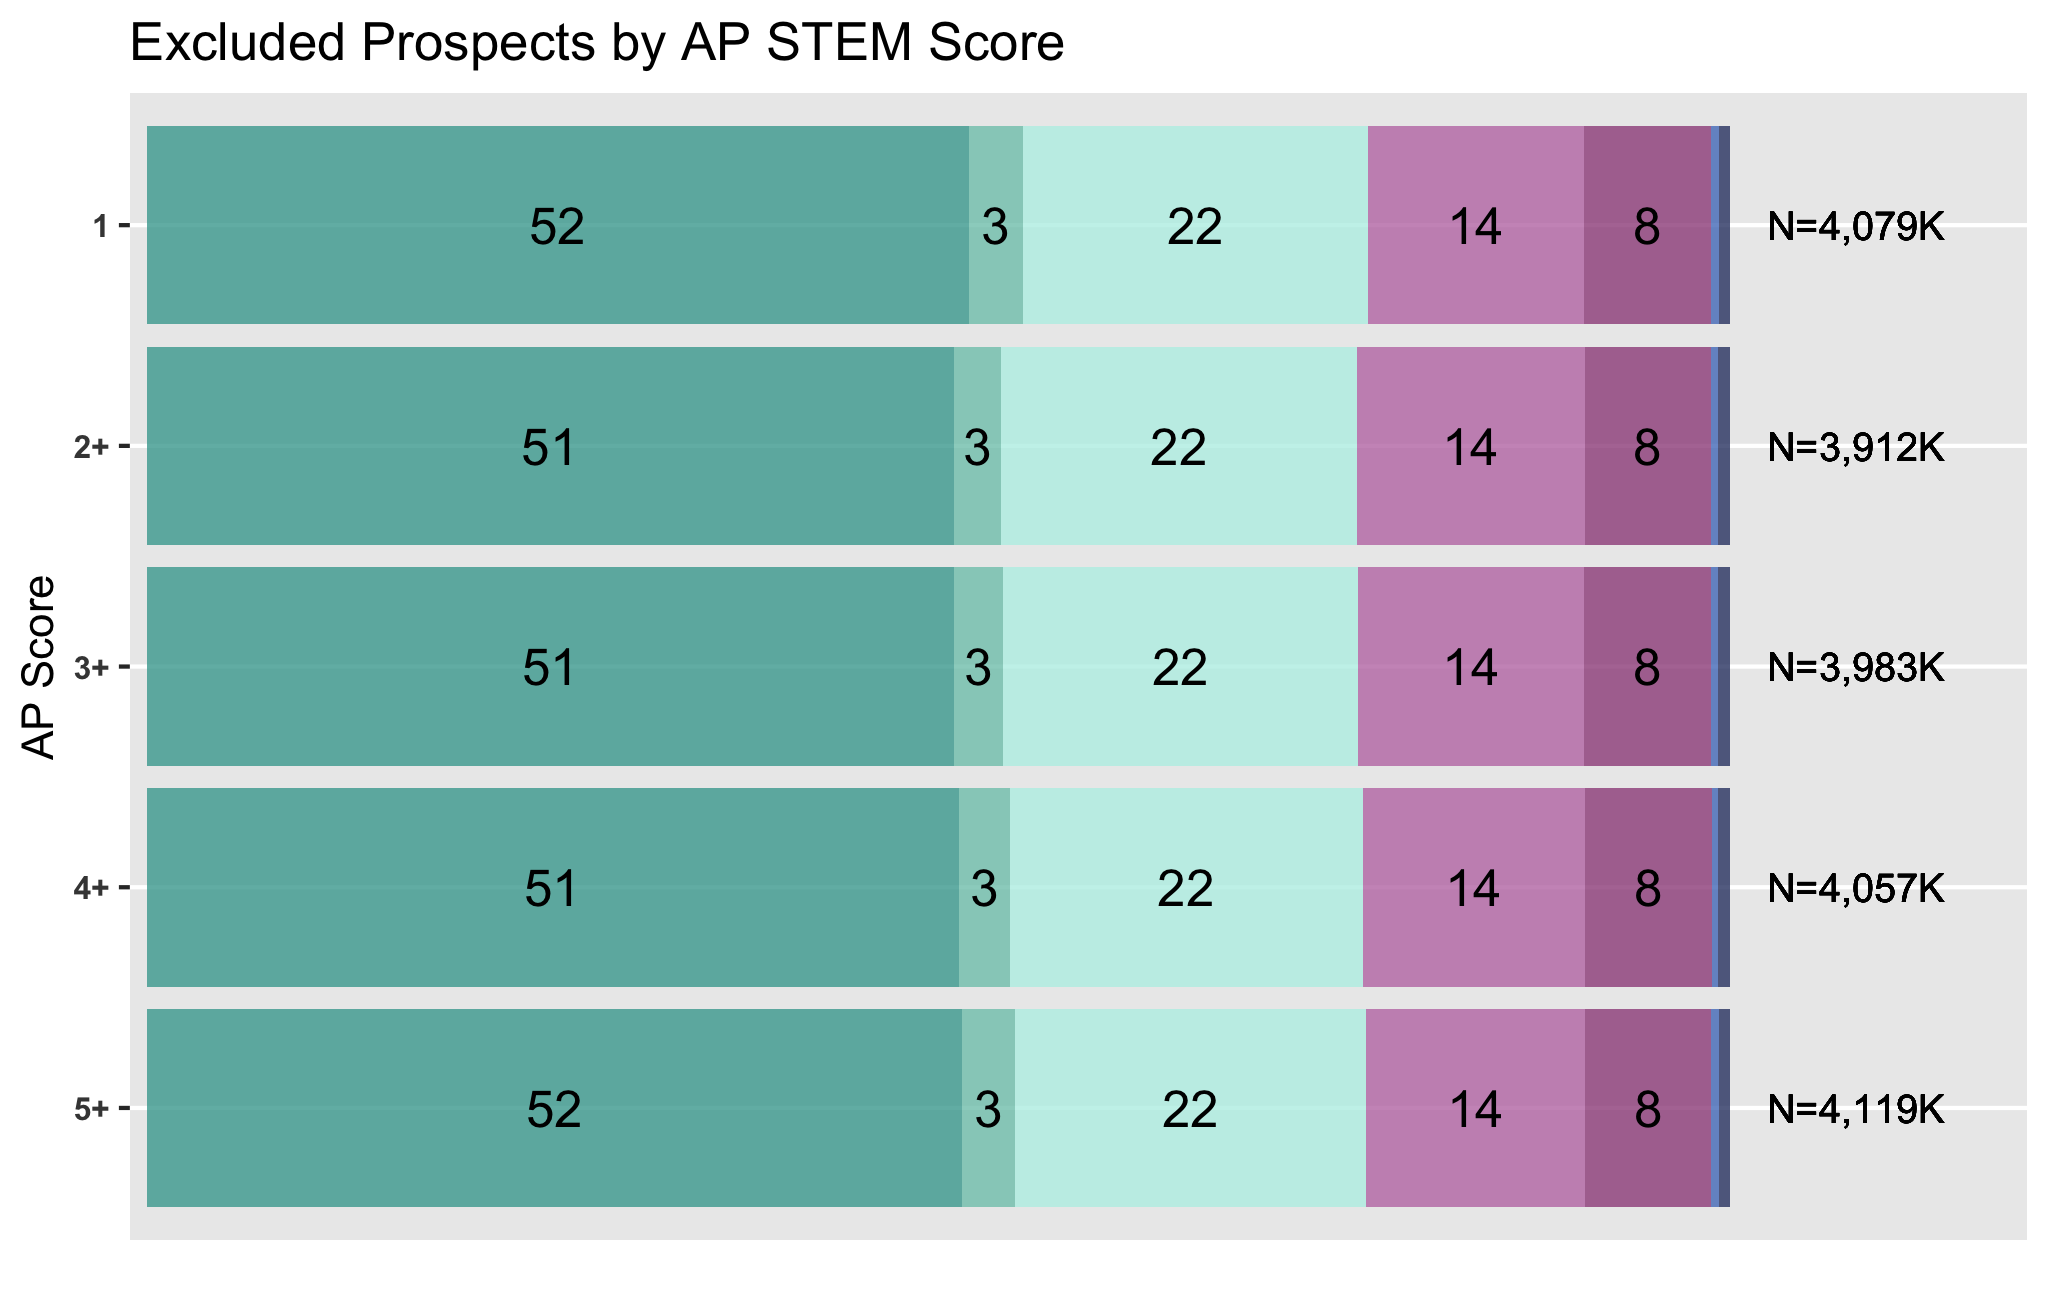 Excluded Prospects by AP STEM Score
AP Score
1 52 3 22 14 8 N=4,079K
2+ 51 3 22 14 8 N=3,912K
3+ 51 3 22 14 8 N=3,983K
4+ 51 3 22 14 8 N=4,057K
5+ 52 3 22 14 8 N=4,119K